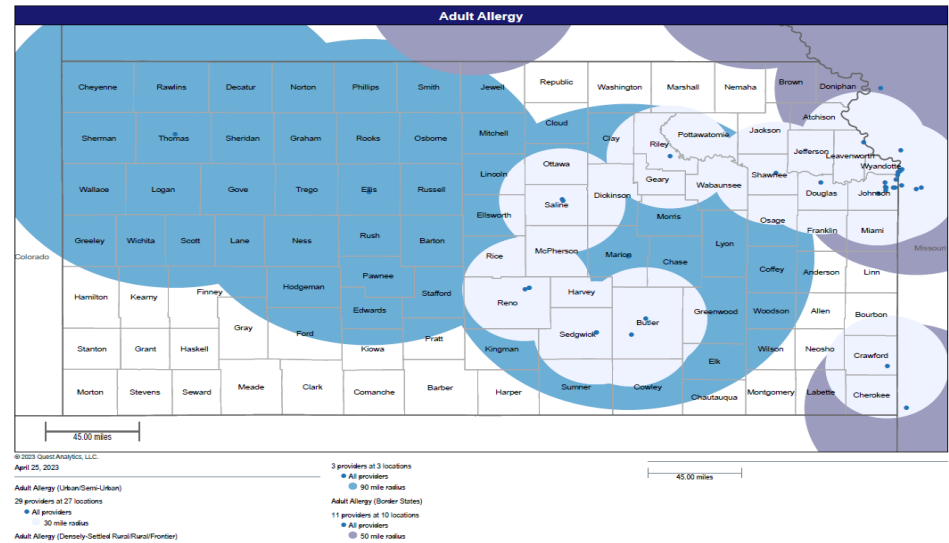 Adult Allergy
Cheyenne Rawlins Decatur Norton Phillips Smith Jewell Republic Washington Marshall Nemaha Brown Doniphan
Atchison
Sherman Thomas Sheridan Graham Rooks Osborne Mitchell Cloud Clay Riley Pottawatomie Jackson
Jefferson Leavenworth
Wyandotte
Wallace Logan Gove Trego Ellis Russell Lincoln Ottawa Dickinson Geary Wabaunsee Shawnee Douglas Johnson
Saline
Ellsworth Morris Osage
Greeley Wichita Scott Lane Ness Rush Barton Franklin Miami
Colorado Rice McPherson Marion Chase Lyon Missouri
Coffey Anderson Linn
Hamilton Kearny Finney Hodgeman Pawnee Stafford Reno Harvey
Edwards Greenwood Woodson Allen Bourbon
Gray Ford Butler
Stanton Grant Haskell Kiowa Pratt Kingman Sedgwick Elk Wilson Neosho Crawford
Morton Stevens Seward Meade Clark Comanche Barber Harper Sumner Cowley Chautauqua Montgomery Labette Cherokee
45.00 miles
© 2023 Quest Analytics, LLC.
April 25, 2023
Adult Allergy (Urban/Semi-Urban)
29 providers at 27 locations
All providers
30 mile radius
Adult Allergy (Densely-Settled Rural/Rural/Frontier)
3 providers at 3 locations
All providers
90 mile radius
Adult Allergy (Border States)
11 providers at 10 locations
All providers
50 mile radius
45.00 miles